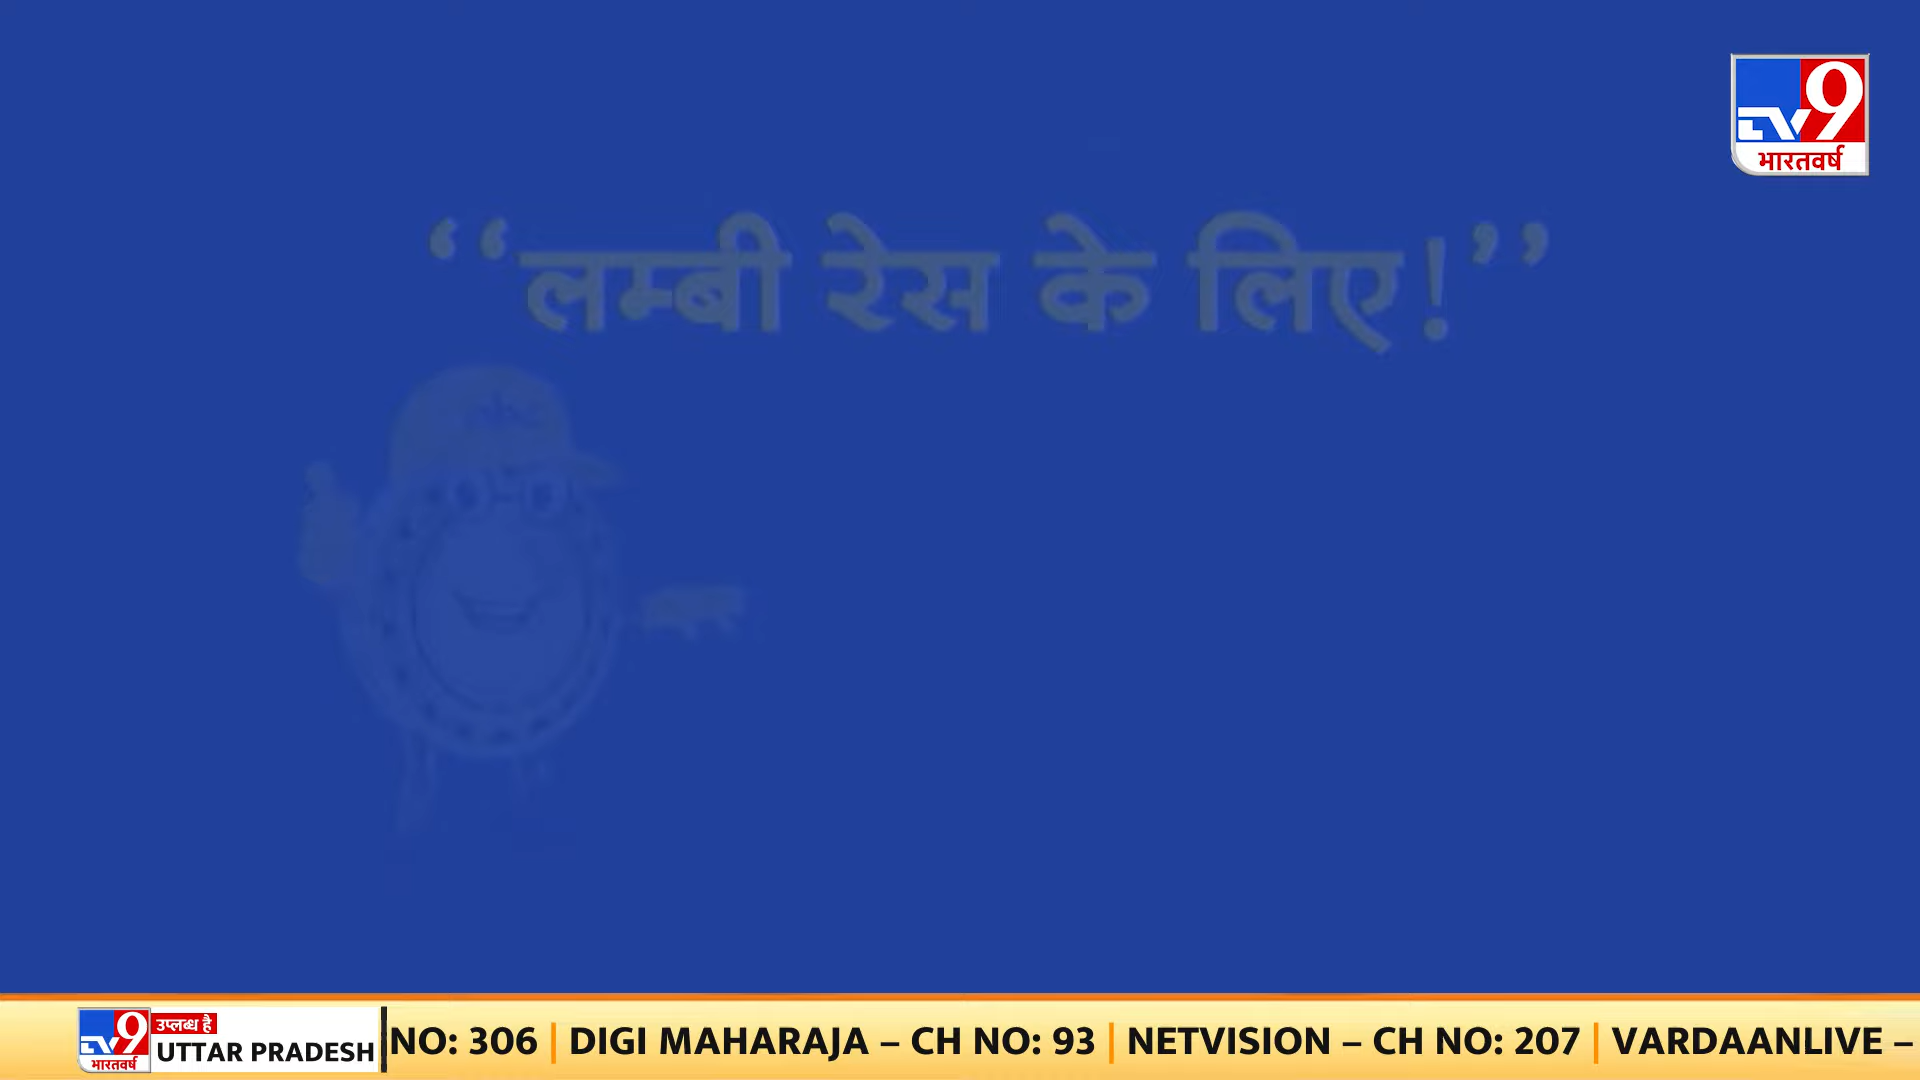 TV9
भारतवर्ष
‘‘लम्बी रेस के लिए!’’
nbc
TV9 भारतवर्ष
उपलब्ध है
UTTAR PRADESH
NO: 306 | DIGI MAHARAJA – CH NO: 93 | NETVISION – CH NO: 207 | VARDAANLIVE –